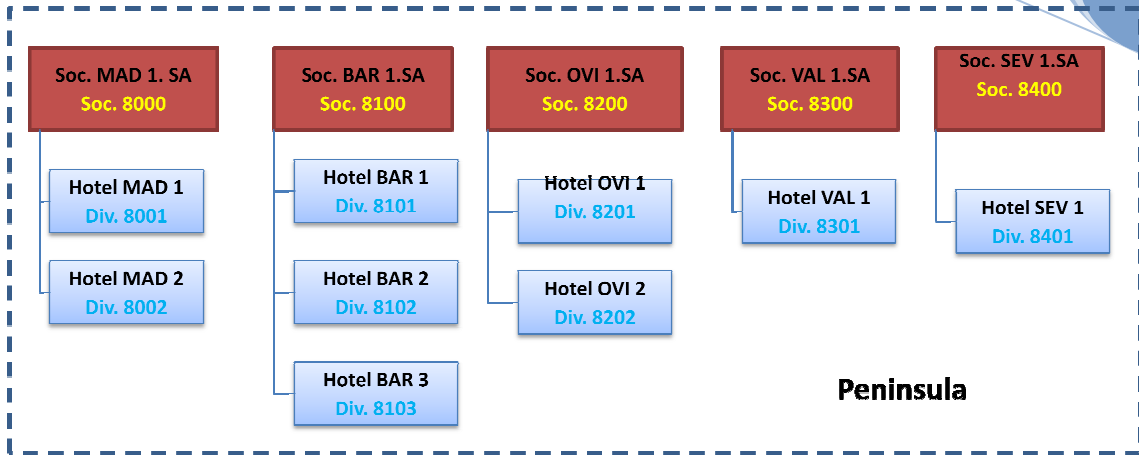 Soc. MAD 1. SA
Soc. 8000
Hotel MAD 1
Div. 8001
Hotel MAD 2
Div. 8002
Soc. BAR 1.SA
Soc. 8100
Hotel BAR 1
Div. 8101
Hotel BAR 2
Div. 8102
Hotel BAR 3
Div. 8103
Soc. OVI 1.SA
Soc. 8200
Hotel OVI 1
Div. 8201
Hotel OVI 2
Div. 8202
Soc. VAL 1.SA
Soc. 8300
Hotel VAL 1
Div. 8301
Soc. SEV 1.SA
Soc. 8400
Hotel SEV 1
Div. 8401
Peninsula